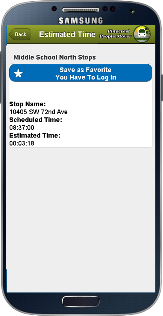 SAMSUNG
Back
Estimated Time
Middle School North Stops
Save as Favorite
You Have To Log In
Stop Name:
10405 SW 72nd Ave
Scheduled Time:
08:37:00
Estimated Time:
00:03:18